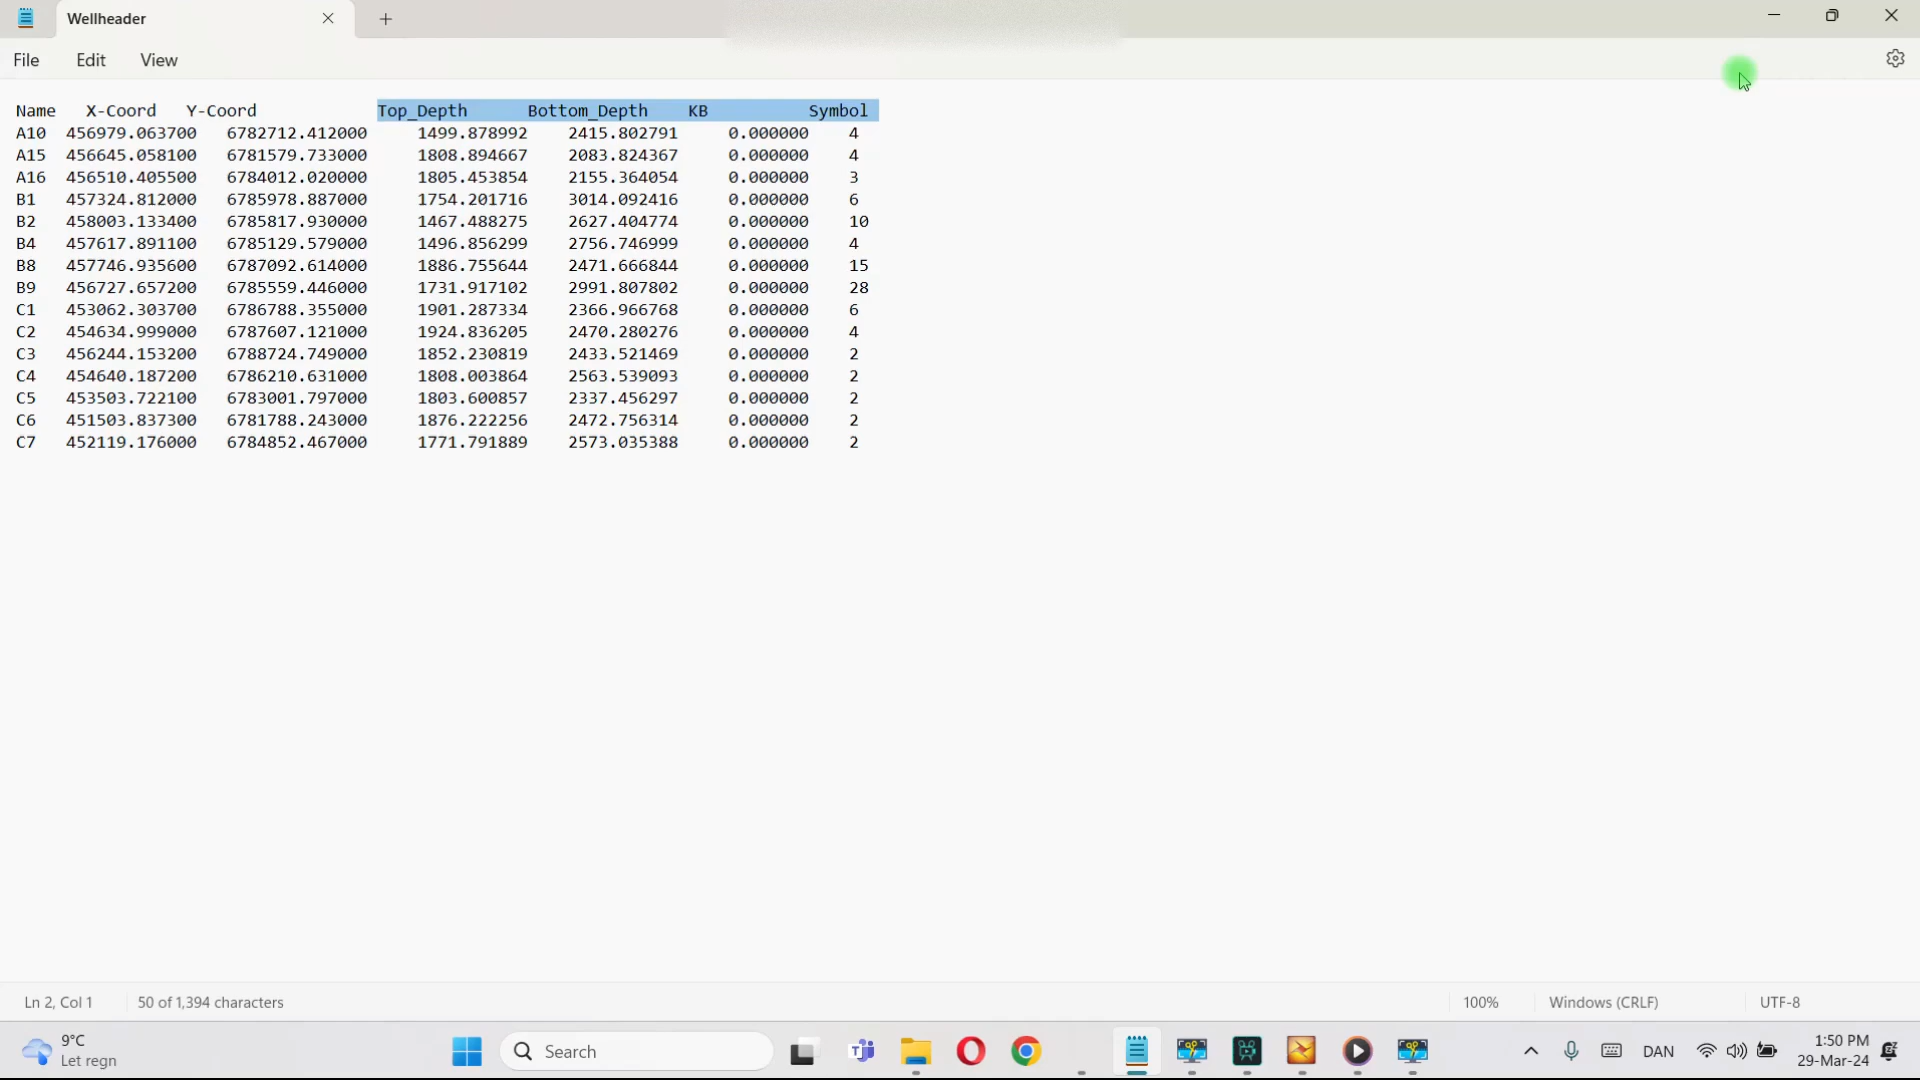 Wellheader
File Edit View
Name X-Coord Y-Coord Top_Depth Bottom_Depth KB Symbol
A10 456979.063700 6782712.412000 1499.878992 2415.802791 0.000000 4
A15 456645.058100 6781579.733000 1808.894667 2083.824367 0.000000 4
A16 456510.405500 6784012.020000 1805.453854 2155.364054 0.000000 3
B1 457324.812000 6785978.887000 1754.201716 3014.092416 0.000000 6
B2 458003.133400 6785817.930000 1467.488275 2627.404774 0.000000 10
B4 457617.891100 6785129.579000 1496.856299 2756.746999 0.000000 4
B8 457746.935600 6787092.614000 1886.755644 2471.666844 0.000000 15
B9 456727.657200 6785559.446000 1731.917102 2991.807802 0.000000 28
C1 453062.303700 6786788.355000 1901.287334 2366.966768 0.000000 6
C2 454634.999000 6787607.121000 1924.836205 2470.280276 0.000000 4
C3 456244.153200 6788724.749000 1852.230819 2433.521469 0.000000 2
C4 454640.187200 6786210.631000 1808.003864 2563.539093 0.000000 2
C5 453503.722100 6783001.797000 1803.600857 2337.456297 0.000000 2
C6 451503.837300 6781788.243000 1876.222256 2472.756314 0.000000 2
C7 452119.176000 6784852.467000 1771.791889 2573.035388 0.000000 2
Ln 2, Col 1 50 of 1,394 characters 100% Windows (CRLF) UTF-8
9°C
Let regn
Search
DAN
1:50 PM
29-Mar-24